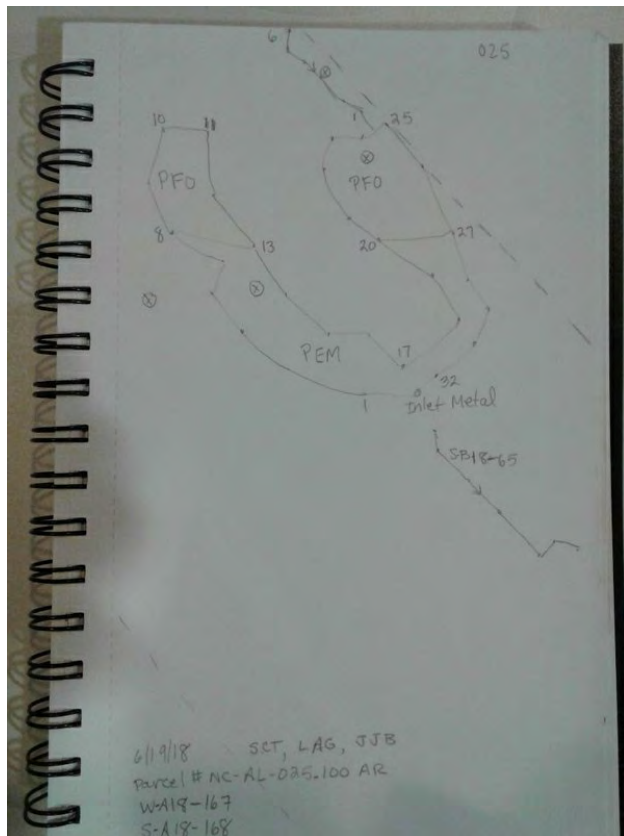 6
025
1
25
10
11
PFO
PFO
8
13
20
27
PEM
17
32
1
Inlet Metal
SB18-65
6/19/18 SRT, LAG, JJB
Parcel # NC-AL-025.100 AR
W-A18-167
S-A18-168